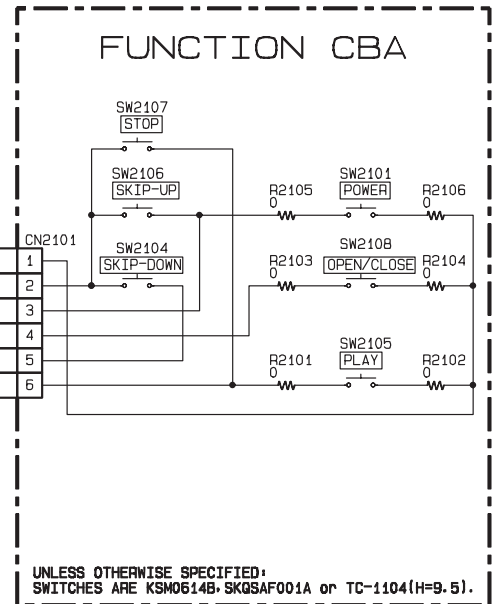 FUNCTION CBA
SW2107
STOP
SW2106
SKIP-UP
SW2101
POWER
R2105
0
R2106
0
CN2101
SW2104
SKIP-DOWN
SW2108
OPEN/CLOSE
R2103
0
R2104
0
1
2
3
4
5
6
SW2105
PLAY
R2101
0
R2102
0
UNLESS OTHERWISE SPECIFIED:
SWITCHES ARE KSM0614B, SKQSAF001A or TC-1104(H=9.5).